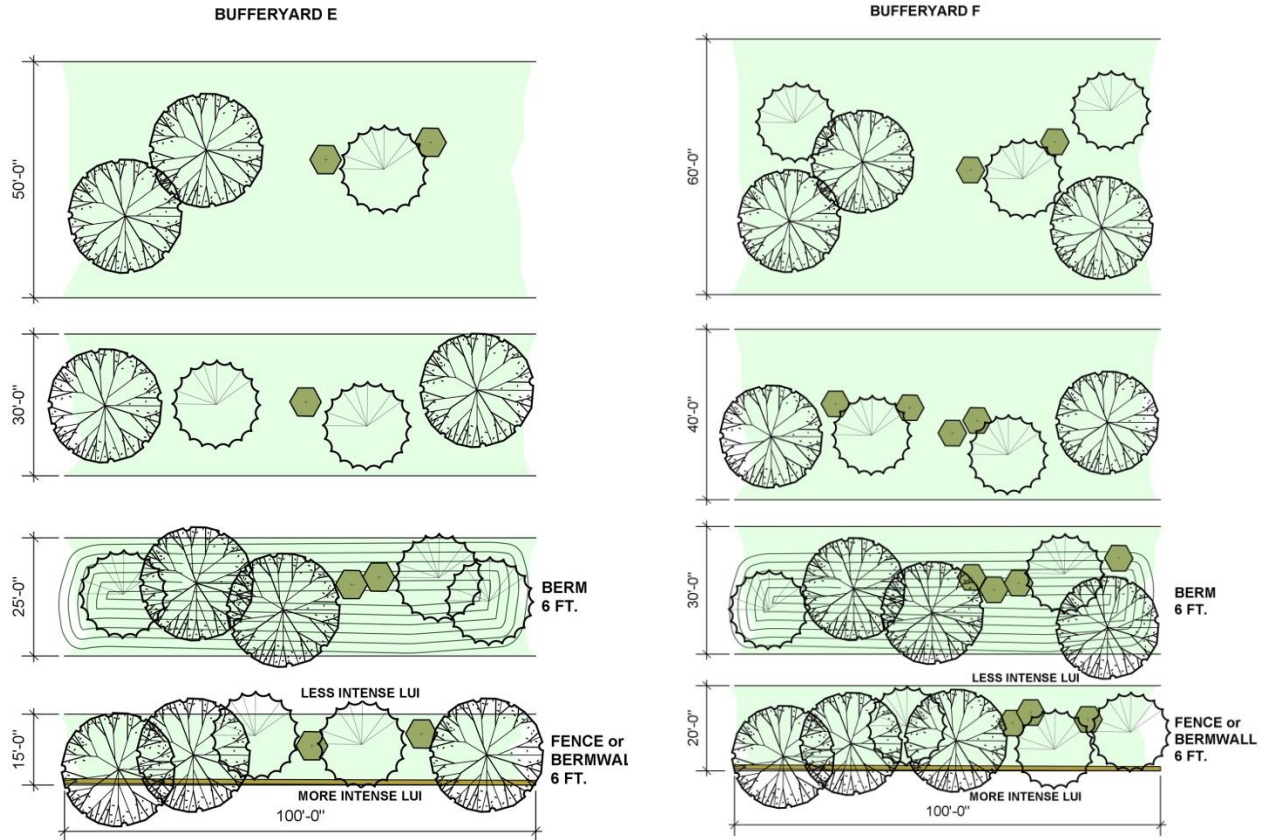 BUFFERYARD E
50'-0"
30'-0"
25'-0"
BERM
6 FT.
LESS INTENSE LUI
15'-0"
FENCE or
BERMWAL
6 FT.
MORE INTENSE LUI
100'-0"
BUFFERYARD F
60'-0"
40'-0"
30'-0"
BERM
6 FT.
LESS INTENSE LUI
20'-0"
FENCE or
BERMWALL
6 FT.
MORE INTENSE LUI
100'-0"